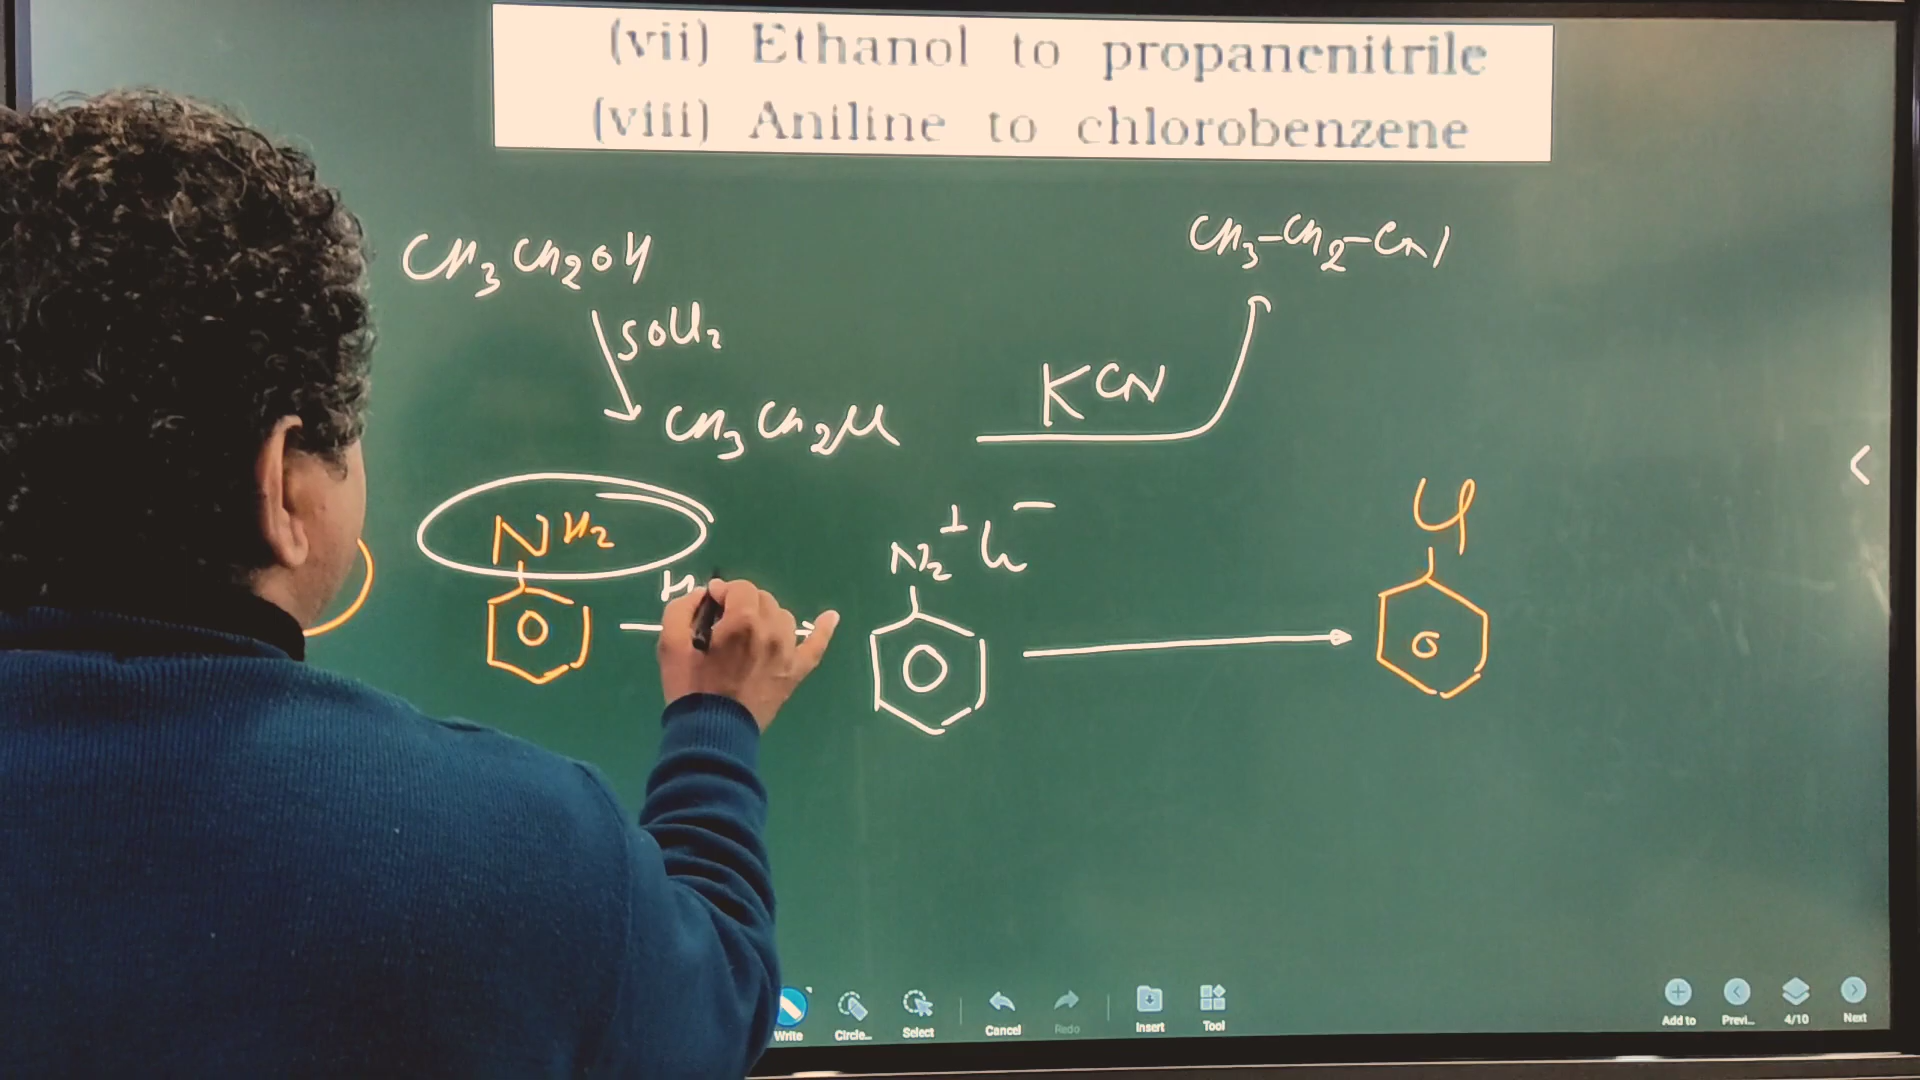 (vii) Ethanol to propanenitrile
(viii) Aniline to chlorobenzene
CH3CH2OH
CH3-CH2-CN
SOCl2
KCN
CH3CH2Cl
NH2
N2+ Cl-
Cl
H
Write
Circle...
Select
Cancel
Redo
Insert
Tool
Add to
Previ...
4/10
Next